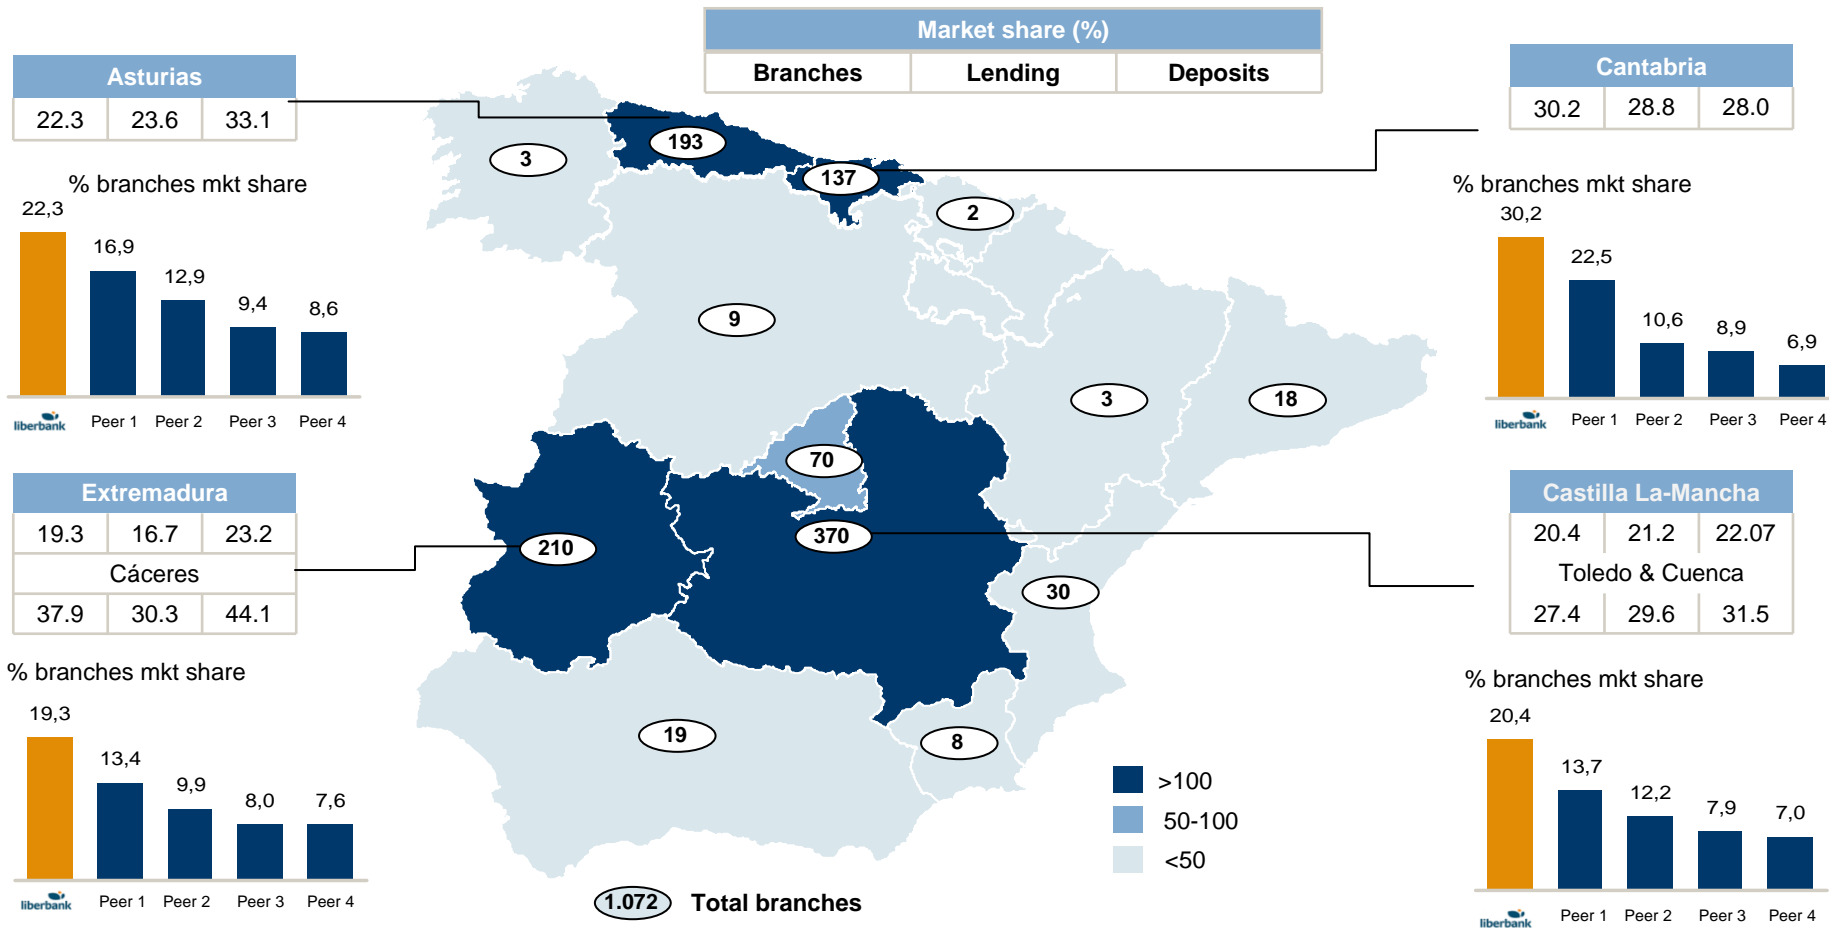 Market share (%)
Branches Lending Deposits
Asturias
22.3 23.6 33.1
% branches mkt share
22,3
16,9
12,9
9,4
8,6
liberbank Peer 1 Peer 2 Peer 3 Peer 4
Extremadura
19.3 16.7 23.2
Cáceres
37.9 30.3 44.1
% branches mkt share
19,3
13,4
9,9
8,0
7,6
liberbank Peer 1 Peer 2 Peer 3 Peer 4
193
3
137
2
9
3
18
70
370
210
30
19
8
>100
50-100
<50
1.072 Total branches
Cantabria
30.2 28.8 28.0
% branches mkt share
30,2
22,5
10,6
8,9
6,9
liberbank Peer 1 Peer 2 Peer 3 Peer 4
Castilla La-Mancha
20.4 21.2 22.07
Toledo & Cuenca
27.4 29.6 31.5
% branches mkt share
20,4
13,7
12,2
7,9
7,0
liberbank Peer 1 Peer 2 Peer 3 Peer 4